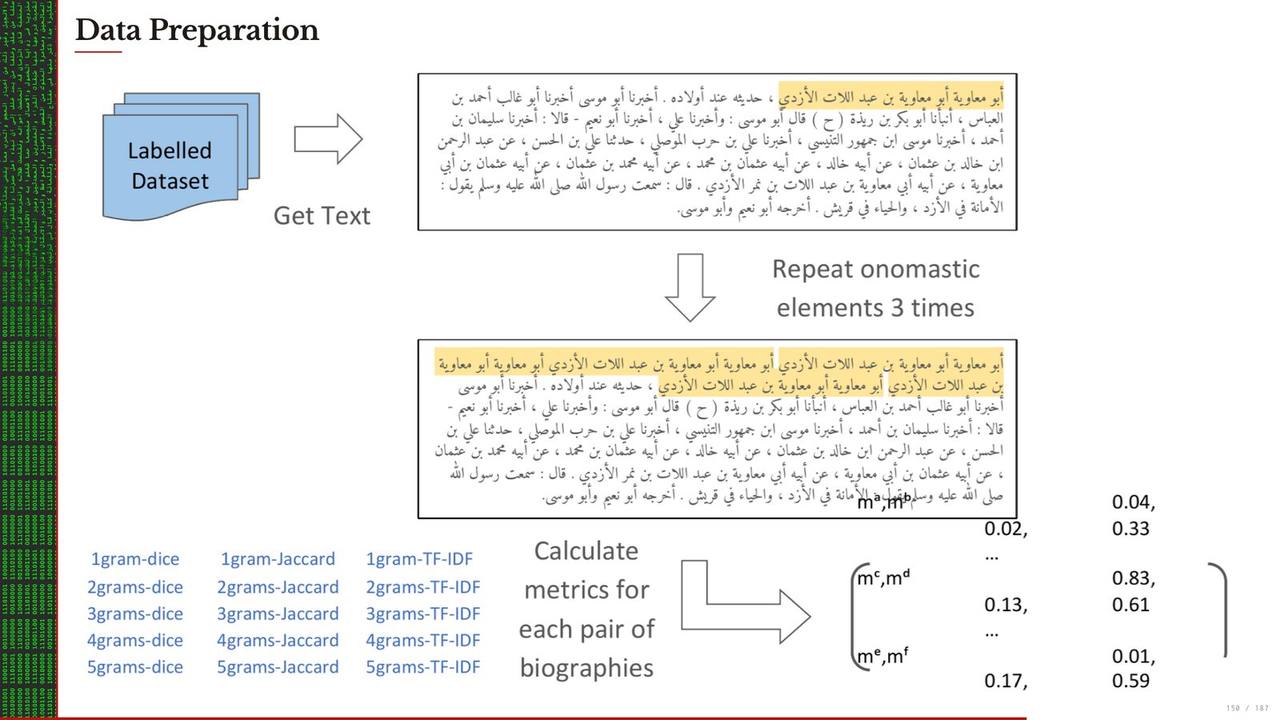 Data Preparation
Labelled
Dataset
Get Text
أبو معاوية أبو معاوية بن عبد اللات الأزدي ، حديثه عند أولاده . أخبرنا أبو موسى أخبرنا أبو غالب أحمد بن
العباس ، أنبأنا أبو بكر بن ريذة ( ح ) قال أبو موسى : وأخبرنا علي ، أخبرنا أبو نعيم - قالا : أخبرنا سليمان بن
أحمد ، أخبرنا موسى ابن جمهور التنيسي ، أخبرنا علي بن حرب الموصلي ، حدثنا علي بن الحسن ، عن عبد الرحمن
ابن خالد بن عثمان ، عن أبيه خالد ، عن أبيه عثمان بن محمد ، عن أبيه محمد بن عثمان ، عن أبيه عثمان بن أبي
معاوية ، عن أبيه أبي معاوية بن عبد اللات بن نمر الأزدي . قال : سمعت رسول الله صلى الله عليه وسلم يقول :
الأمانة في الأزد ، والحياء في قريش . أخرجه أبو نعيم وأبو موسى.
Repeat onomastic
elements 3 times
أبو معاوية أبو معاوية بن عبد اللات الأزدي أبو معاوية أبو معاوية بن عبد اللات الأزدي أبو معاوية أبو معاوية
بن عبد اللات الأزدي أبو معاوية أبو معاوية بن عبد اللات الأزدي ، حديثه عند أولاده . أخبرنا أبو موسى
أخبرنا أبو غالب أحمد بن العباس ، أنبأنا أبو بكر بن ريذة ( ح ) قال أبو موسى : وأخبرنا علي ، أخبرنا أبو نعيم -
قالا : أخبرنا سليمان بن أحمد ، أخبرنا موسى ابن جمهور التنيسي ، أخبرنا علي بن حرب الموصلي ، حدثنا علي بن
الحسن ، عن عبد الرحمن ابن خالد بن عثمان ، عن أبيه خالد ، عن أبيه عثمان بن محمد ، عن أبيه محمد بن عثمان
، عن أبيه عثمان بن أبي معاوية ، عن أبيه أبي معاوية بن عبد اللات بن نمر الأزدي . قال : سمعت رسول الله
صلى الله عليه وسلم يقول : الأمانة في الأزد ، والحياء في قريش . أخرجه أبو نعيم وأبو موسى.
1gram-dice 1gram-Jaccard 1gram-TF-IDF
2grams-dice 2grams-Jaccard 2grams-TF-IDF
3grams-dice 3grams-Jaccard 3grams-TF-IDF
4grams-dice 4grams-Jaccard 4grams-TF-IDF
5grams-dice 5grams-Jaccard 5grams-TF-IDF
Calculate
metrics for
each pair of
biographies
mᵃ,mᵇ 0.04,
0.02, 0.33
…
mᶜ,mᵈ 0.83,
0.13, 0.61
…
mᵉ,mᶠ 0.01,
0.17, 0.59
150 / 187